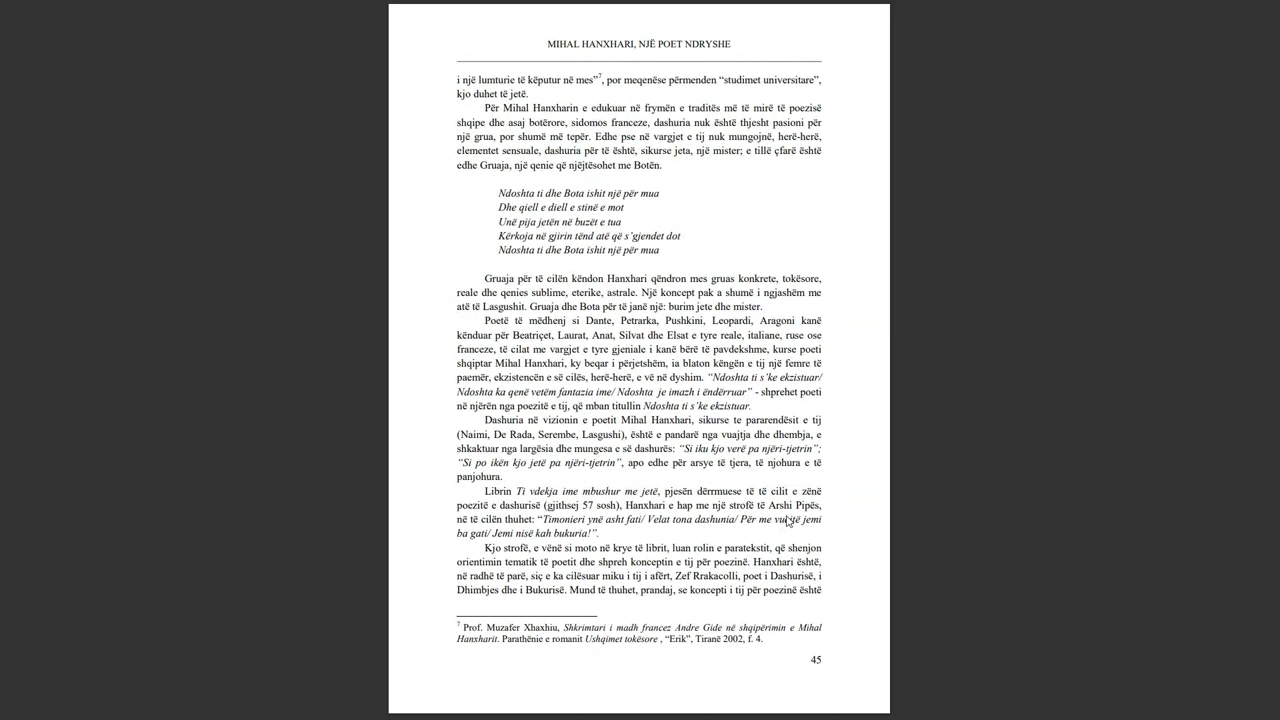 MIHAL HANXHARI, NJË POET NDRYSHE
i një lumturie të këputur në mes”7, por meqenëse përmenden “studimet universitare”,
kjo duhet të jetë.
Për Mihal Hanxharin e edukuar në frymën e traditës më të mirë të poezisë
shqipe dhe asaj botërore, sidomos franceze, dashuria nuk është thjesht pasioni për
një grua, por shumë më tepër. Edhe pse në vargjet e tij nuk mungojnë, herë-herë,
elementet sensuale, dashuria për të është, sikurse jeta, një mister; e tillë çfarë është
edhe Gruaja, një qenie që njëjtësohet me Botën.
Ndoshta ti dhe Bota ishit një për mua
Dhe qiell e diell e stinë e mot
Unë pija jetën në buzët e tua
Kërkoja në gjirin tënd atë që s’gjendet dot
Ndoshta ti dhe Bota ishit një për mua
Gruaja për të cilën këndon Hanxhari qëndron mes gruas konkrete, tokësore,
reale dhe qenies sublime, eterike, astrale. Një koncept pak a shumë i ngjashëm me
atë të Lasgushit. Gruaja dhe Bota për të janë një: burim jete dhe mister.
Poetë të mëdhenj si Dante, Petrarka, Pushkini, Leopardi, Aragoni kanë
kënduar për Beatriçet, Laurat, Anat, Silvat dhe Elsat e tyre reale, italiane, ruse ose
franceze, të cilat me vargjet e tyre gjeniale i kanë bërë të pavdekshme, kurse poeti
shqiptar Mihal Hanxhari, ky beqar i përjetshëm, ia blaton këngën e tij një femre të
paemër, ekzistencën e së cilës, herë-herë, e vë në dyshim. “Ndoshta ti s’ke ekzistuar/
Ndoshta ka qenë vetëm fantazia ime/ Ndoshta je imazh i ëndërruar” - shprehet poeti
në njërën nga poezitë e tij, që mban titullin Ndoshta ti s’ke ekzistuar.
Dashuria në vizionin e poetit Mihal Hanxhari, sikurse te pararendësit e tij
(Naimi, De Rada, Serembe, Lasgushi), është e pandarë nga vuajtja dhe dhembja, e
shkaktuar nga largësia dhe mungesa e së dashurës: “Si iku kjo verë pa njëri-tjetrin”;
“Si po ikën kjo jetë pa njëri-tjetrin”, apo edhe për arsye të tjera, të njohura e të
panjohura.
Librin Ti vdekja ime mbushur me jetë, pjesën dërrmuese të të cilit e zënë
poezitë e dashurisë (gjithsej 57 sosh), Hanxhari e hap me një strofë të Arshi Pipës,
në të cilën thuhet: “Timonieri ynë asht fati/ Velat tona dashunia/ Për me të jemi
ba gati/ Jemi nisë kah bukuria!”.
Kjo strofë, e vënë si moto në krye të librit, luan rolin e paratekstit, që shenjon
orientimin tematik të poetit dhe shpreh konceptin e tij për poezinë. Hanxhari është,
në radhë të parë, siç e ka cilësuar miku i tij i afërt, Zef Rrakacolli, poet i Dashurisë, i
Dhimbjes dhe i Bukurisë. Mund të thuhet, prandaj, se koncepti i tij për poezinë është
7 Prof. Muzafer Xhaxhiu, Shkrimtari i madh francez Andre Gide në shqipërimin e Mihal
Hanxharit. Parathënie e romanit Ushqimet tokësore , “Erik”, Tiranë 2002, f. 4.
45